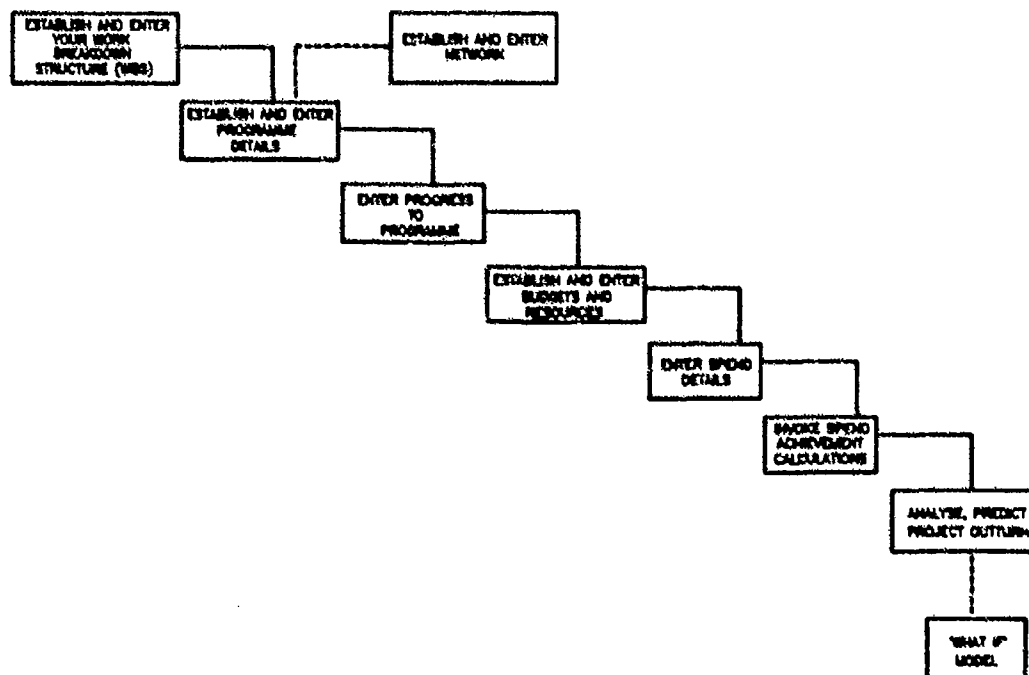 ESTABLISH AND ENTER
YOUR WORK
BREAKDOWN
STRUCTURE (WBS)
ESTABLISH AND ENTER
NETWORK
ESTABLISH AND ENTER
PROGRAMME
DETAILS
ENTER PROGRESS
TO
PROGRAMME
ESTABLISH AND ENTER
BUDGETS AND
RESOURCES
ENTER SPEND
DETAILS
INVOKE SPEND
ACHIEVEMENT
CALCULATIONS
ANALYSE, PREDICT
PROJECT OUTTURN
"WHAT IF"
MODEL